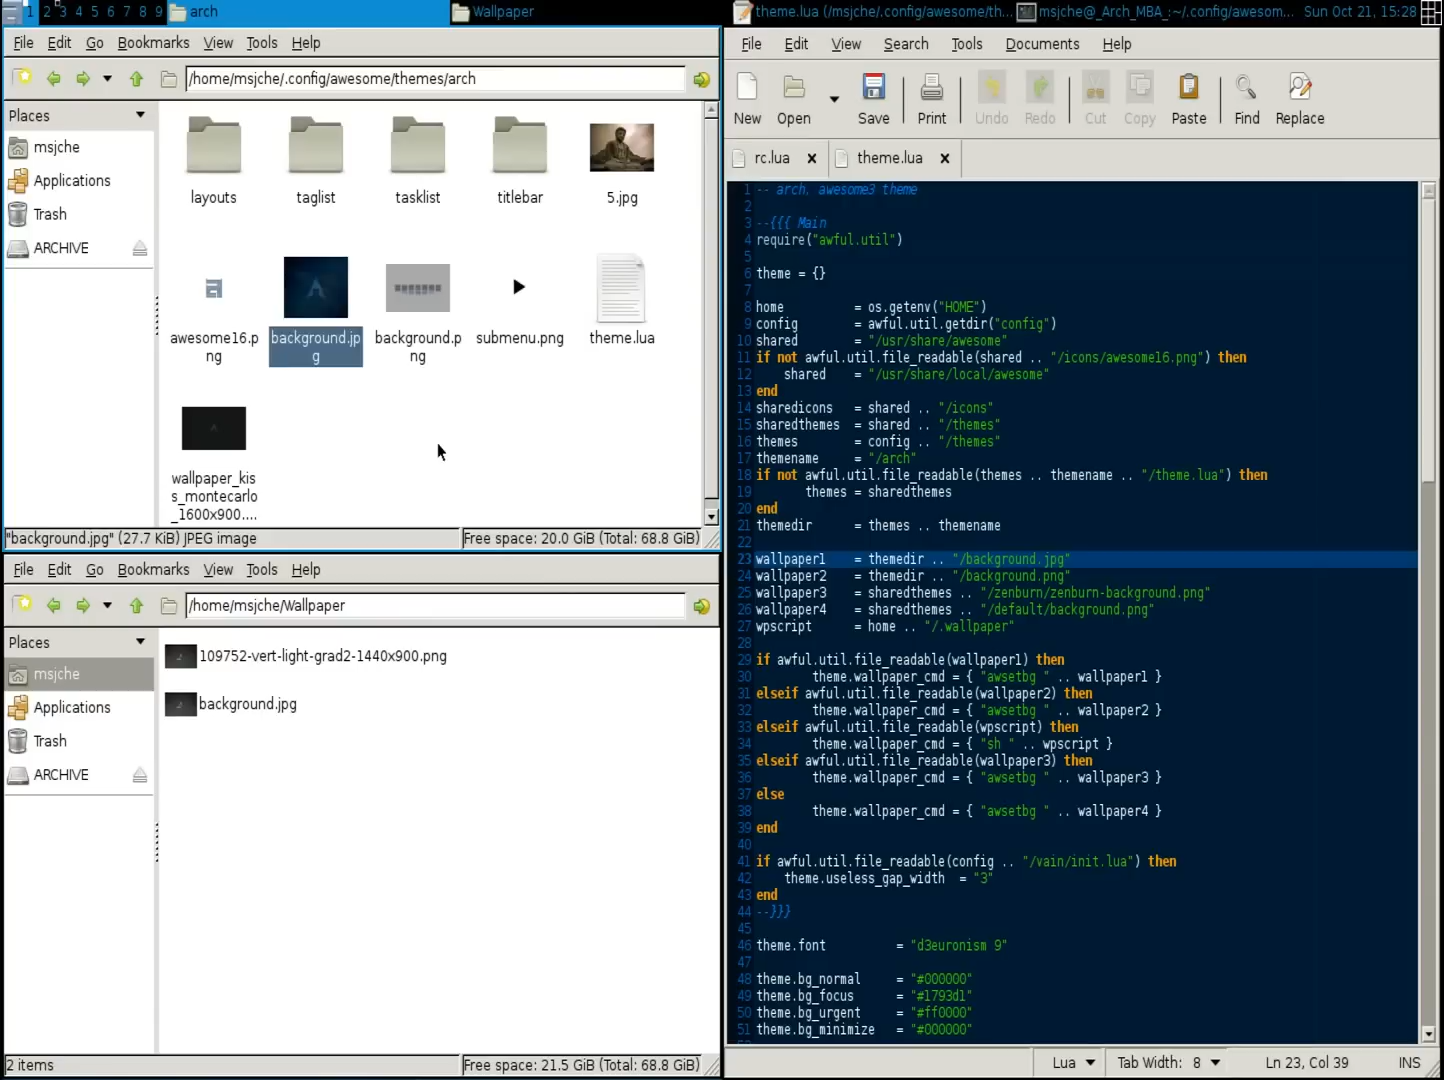 1 2 3 4 5 6 7 8 9 arch Wallpaper theme.lua (/msjche/.config/awesome/th... msjche@_Arch_MBA_:~/.config/awesom... Sun Oct 21, 15:28
File Edit Go Bookmarks View Tools Help
/home/msjche/.config/awesome/themes/arch
Places
msjche
Applications
Trash
ARCHIVE
layouts taglist tasklist titlebar 5.jpg
awesome16.p
ng
background.jp
g
background.p
ng
submenu.png
theme.lua
wallpaper_kis
s_montecarlo
_1600x900....
"background.jpg" (27.7 KiB) JPEG image Free space: 20.0 GiB (Total: 68.8 GiB)
File Edit Go Bookmarks View Tools Help
/home/msjche/Wallpaper
Places
msjche
Applications
Trash
ARCHIVE
109752-vert-light-grad2-1440x900.png
background.jpg
2 items Free space: 21.5 GiB (Total: 68.8 GiB)
File Edit View Search Tools Documents Help
New Open Save Print Undo Redo Cut Copy Paste Find Replace
rc.lua theme.lua
1 -- arch, awesome3 theme
2
3 --{{{ Main
4 require("awful.util")
5
6 theme = {}
7
8 home = os.getenv("HOME")
9 config = awful.util.getdir("config")
10 shared = "/usr/share/awesome"
11 if not awful.util.file_readable(shared .. "/icons/awesome16.png") then
12 shared = "/usr/share/local/awesome"
13 end
14 sharedicons = shared .. "/icons"
15 sharedthemes = shared .. "/themes"
16 themes = config .. "/themes"
17 themename = "/arch"
18 if not awful.util.file_readable(themes .. themename .. "/theme.lua") then
19 themes = sharedthemes
20 end
21 themedir = themes .. themename
22
23 wallpaper1 = themedir .. "/background.jpg"
24 wallpaper2 = themedir .. "/background.png"
25 wallpaper3 = sharedthemes .. "/zenburn/zenburn-background.png"
26 wallpaper4 = sharedthemes .. "/default/background.png"
27 wpscript = home .. "/.wallpaper"
28
29 if awful.util.file_readable(wallpaper1) then
30 theme.wallpaper_cmd = { "awsetbg " .. wallpaper1 }
31 elseif awful.util.file_readable(wallpaper2) then
32 theme.wallpaper_cmd = { "awsetbg " .. wallpaper2 }
33 elseif awful.util.file_readable(wpscript) then
34 theme.wallpaper_cmd = { "sh " .. wpscript }
35 elseif awful.util.file_readable(wallpaper3) then
36 theme.wallpaper_cmd = { "awsetbg " .. wallpaper3 }
37 else
38 theme.wallpaper_cmd = { "awsetbg " .. wallpaper4 }
39 end
40
41 if awful.util.file_readable(config .. "/vain/init.lua") then
42 theme.useless_gap_width = "3"
43 end
44 --}}}
45
46 theme.font = "d3euronism 9"
47
48 theme.bg_normal = "#000000"
49 theme.bg_focus = "#1793d1"
50 theme.bg_urgent = "#ff0000"
51 theme.bg_minimize = "#000000"
Lua Tab Width: 8 Ln 23, Col 39 INS